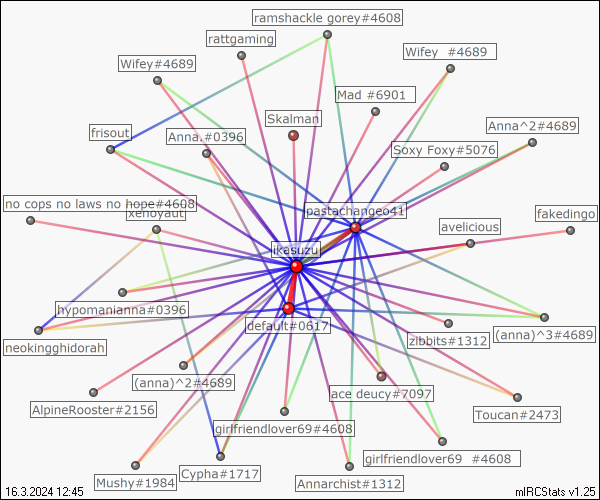 ramshackle gorey#4608
rattgaming
Wifey #4689
Wifey#4689
Mad #6901
Skalman
Anna^2#4689
frisout
Anna.#0396
Soxy Foxy#5076
no cops no laws no hope#4608
xenoyaut
pastachangeo41
fakedingo
avelicious
ikasuzu
hypomanianna#0396
default#0617
(anna)^3#4689
zibbits#1312
neokingghidorah
(anna)^2#4689
ace deucy#7097
AlpineRooster#2156
Toucan#2473
girlfriendlover69#4608
girlfriendlover69 #4608
Cypha#1717
Mushy#1984
Annarchist#1312
16.3.2024 12:45
mIRCStats v1.25